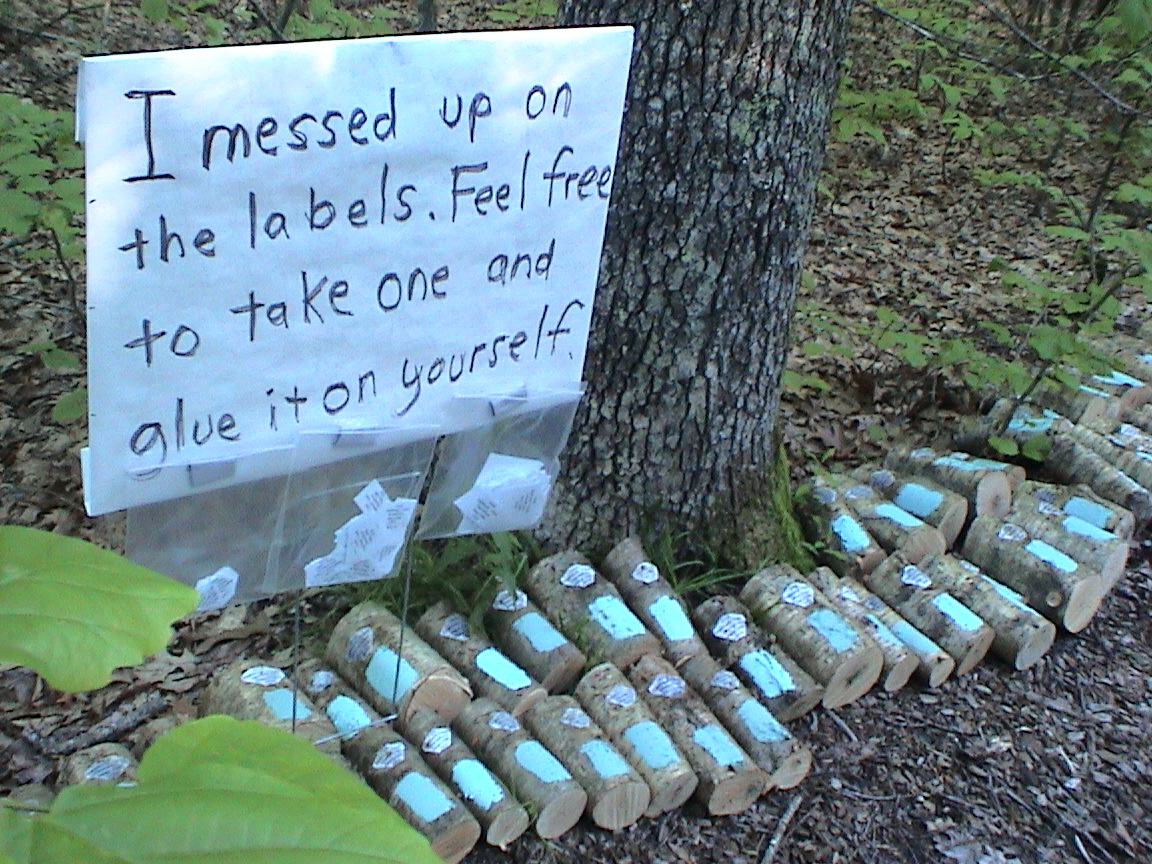 I messed up on
the labels. Feel free
to take one and
glue it on yourself.